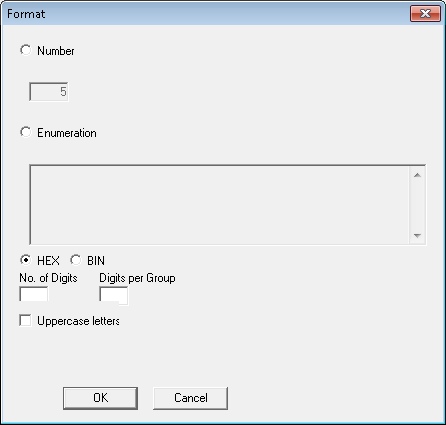 Format
Number
5
Enumeration
HEX BIN
No. of Digits Digits per Group
Uppercase letters
OK Cancel